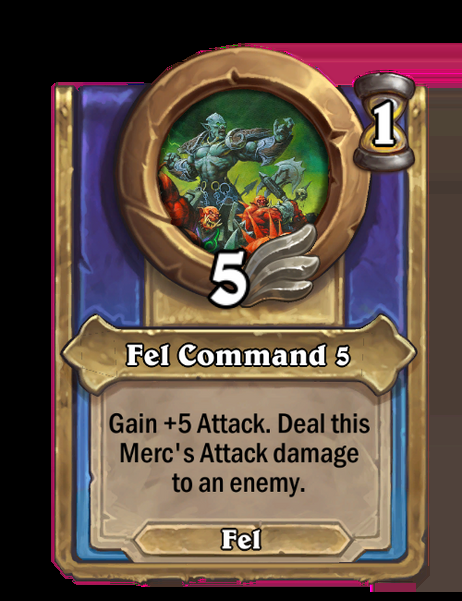 1
5
Fel Command 5
Gain +5 Attack. Deal this
Merc's Attack damage
to an enemy.
Fel